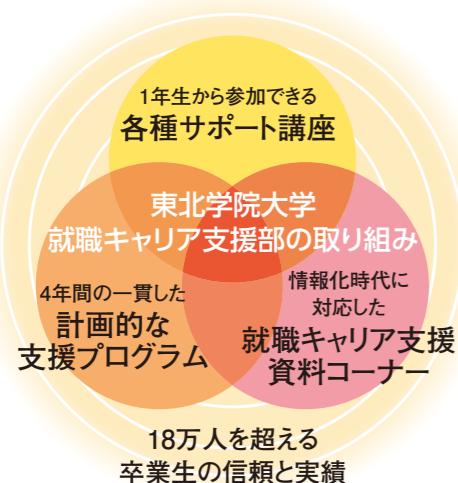 1年生から参加できる
各種サポート講座
東北学院大学
就職キャリア支援部の取り組み
4年間の一貫した
計画的な
支援プログラム
情報化時代に
対応した
就職キャリア支援
資料コーナー
18万人を超える
卒業生の信頼と実績